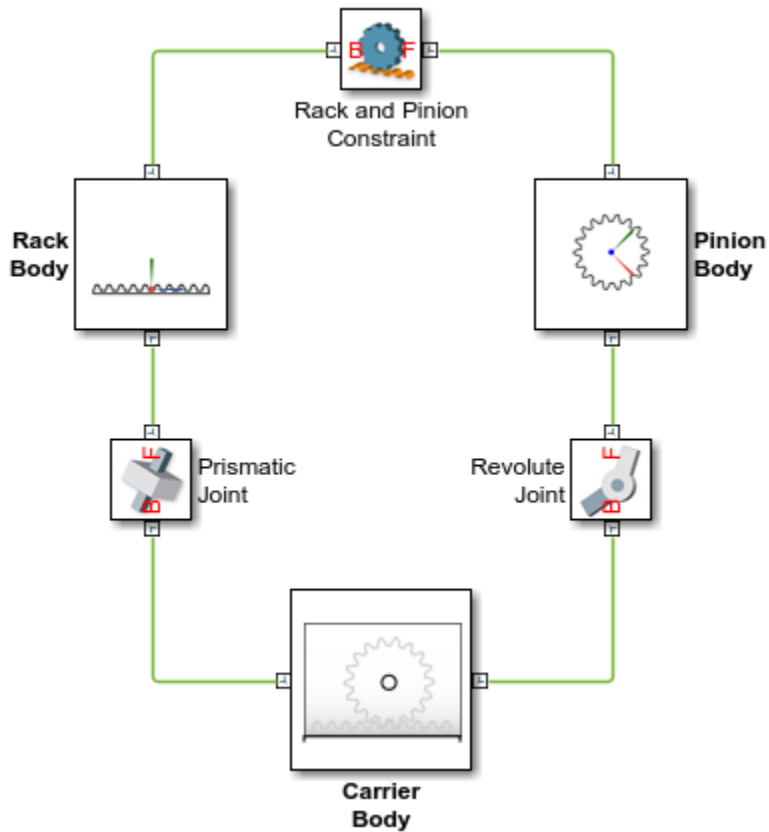 B F
Rack and Pinion
Constraint
Rack
Body
Pinion
Body
F
B
Prismatic
Joint
Revolute
Joint
F
B
Carrier
Body